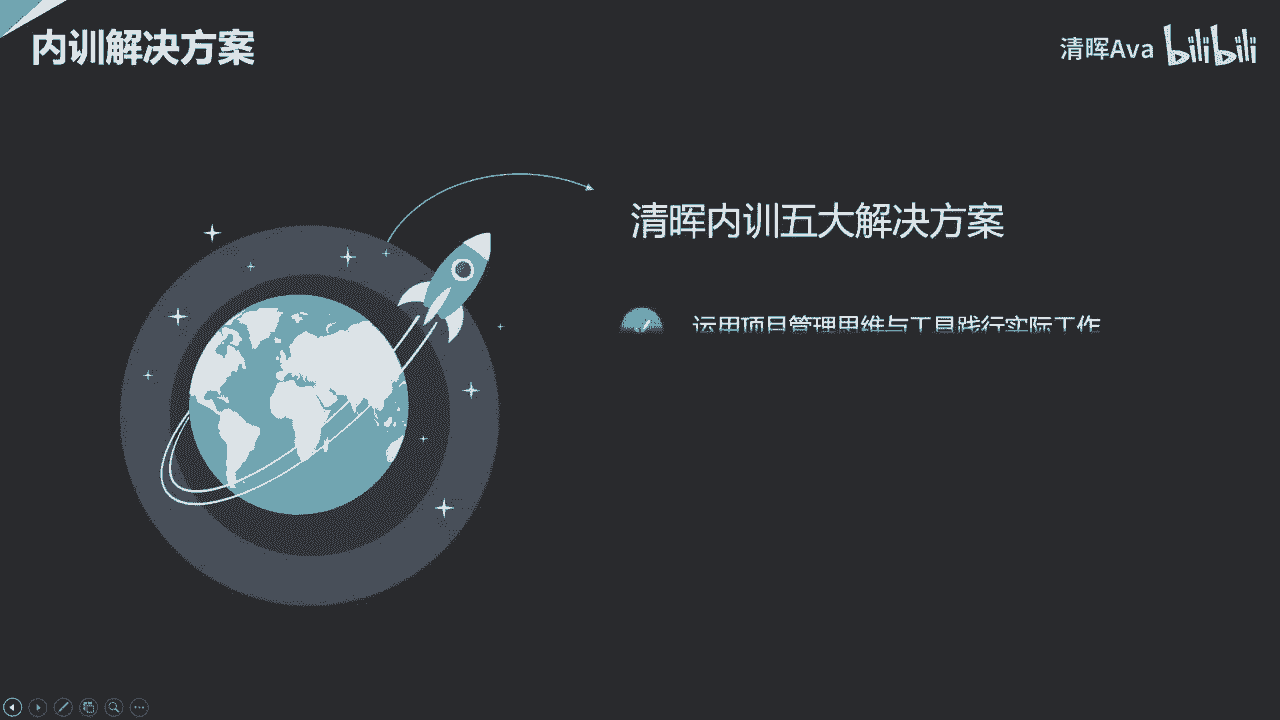 内训解决方案
清晖Ava bilibili
清晖内训五大解决方案
运用项目管理思维与工具践行实际工作